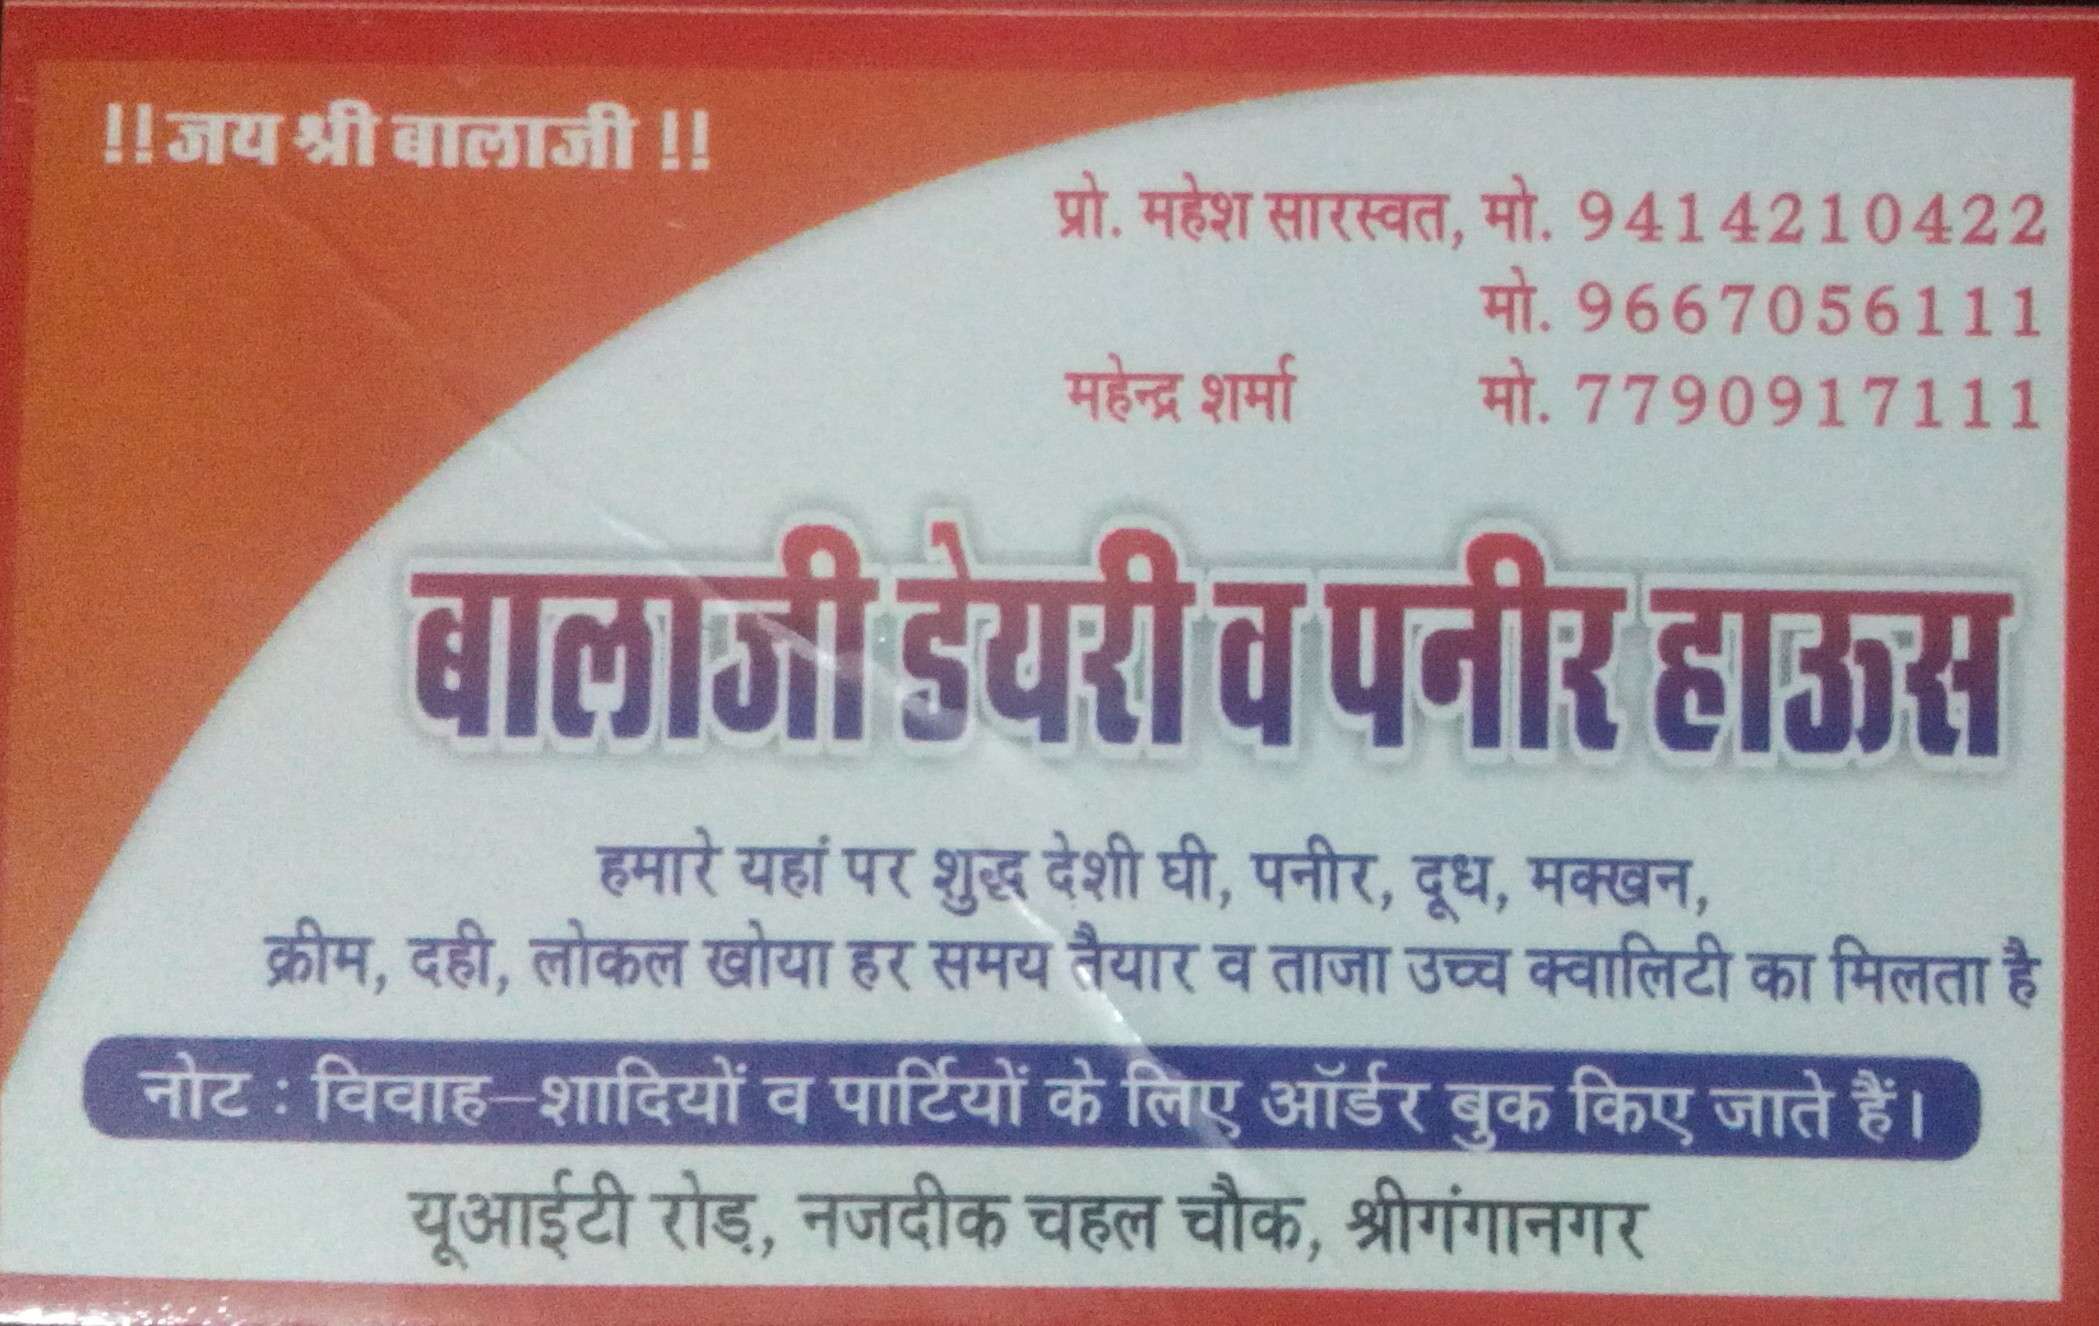 !!जय श्री बालाजी !!
प्रो. महेश सारस्वत, मो. 9414210422
मो. 9667056111
महेन्द्र शर्मा मो. 7790917111
बालाजी डेयरी व पनीर हाऊस
हमारे यहां पर शुद्ध देशी घी, पनीर, दूध, मक्खन,
क्रीम, दही, लोकल खोया हर समय तैयार व ताजा उच्च क्वालिटी का मिलता है
नोट : विवाह-शादियों व पार्टियों के लिए ऑर्डर बुक किए जाते हैं।
यूआईटी रोड़, नजदीक चहल चौक, श्रीगंगानगर